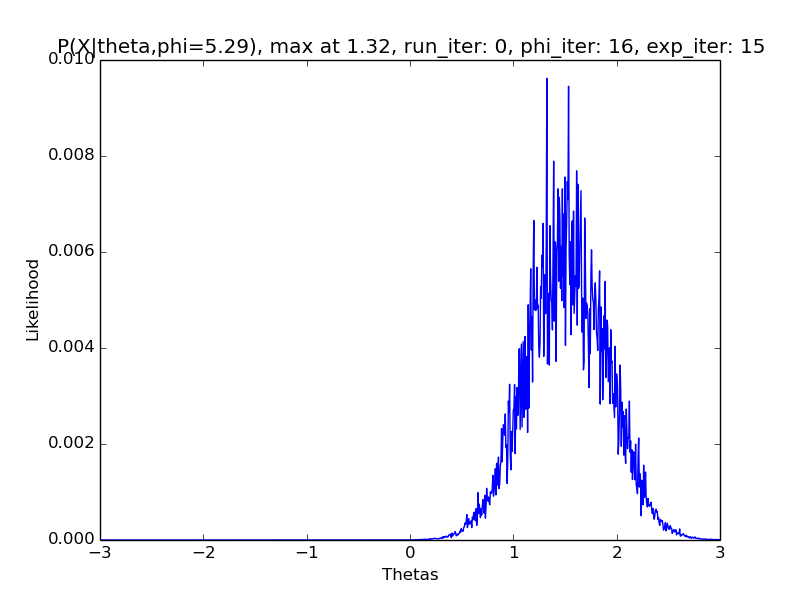 P(X|theta,phi=5.29), max at 1.32, run_iter: 0, phi_iter: 16, exp_iter: 15
0.010
0.008
0.006
0.004
0.002
0.000
Likelihood
−3 −2 −1 0 1 2 3
Thetas